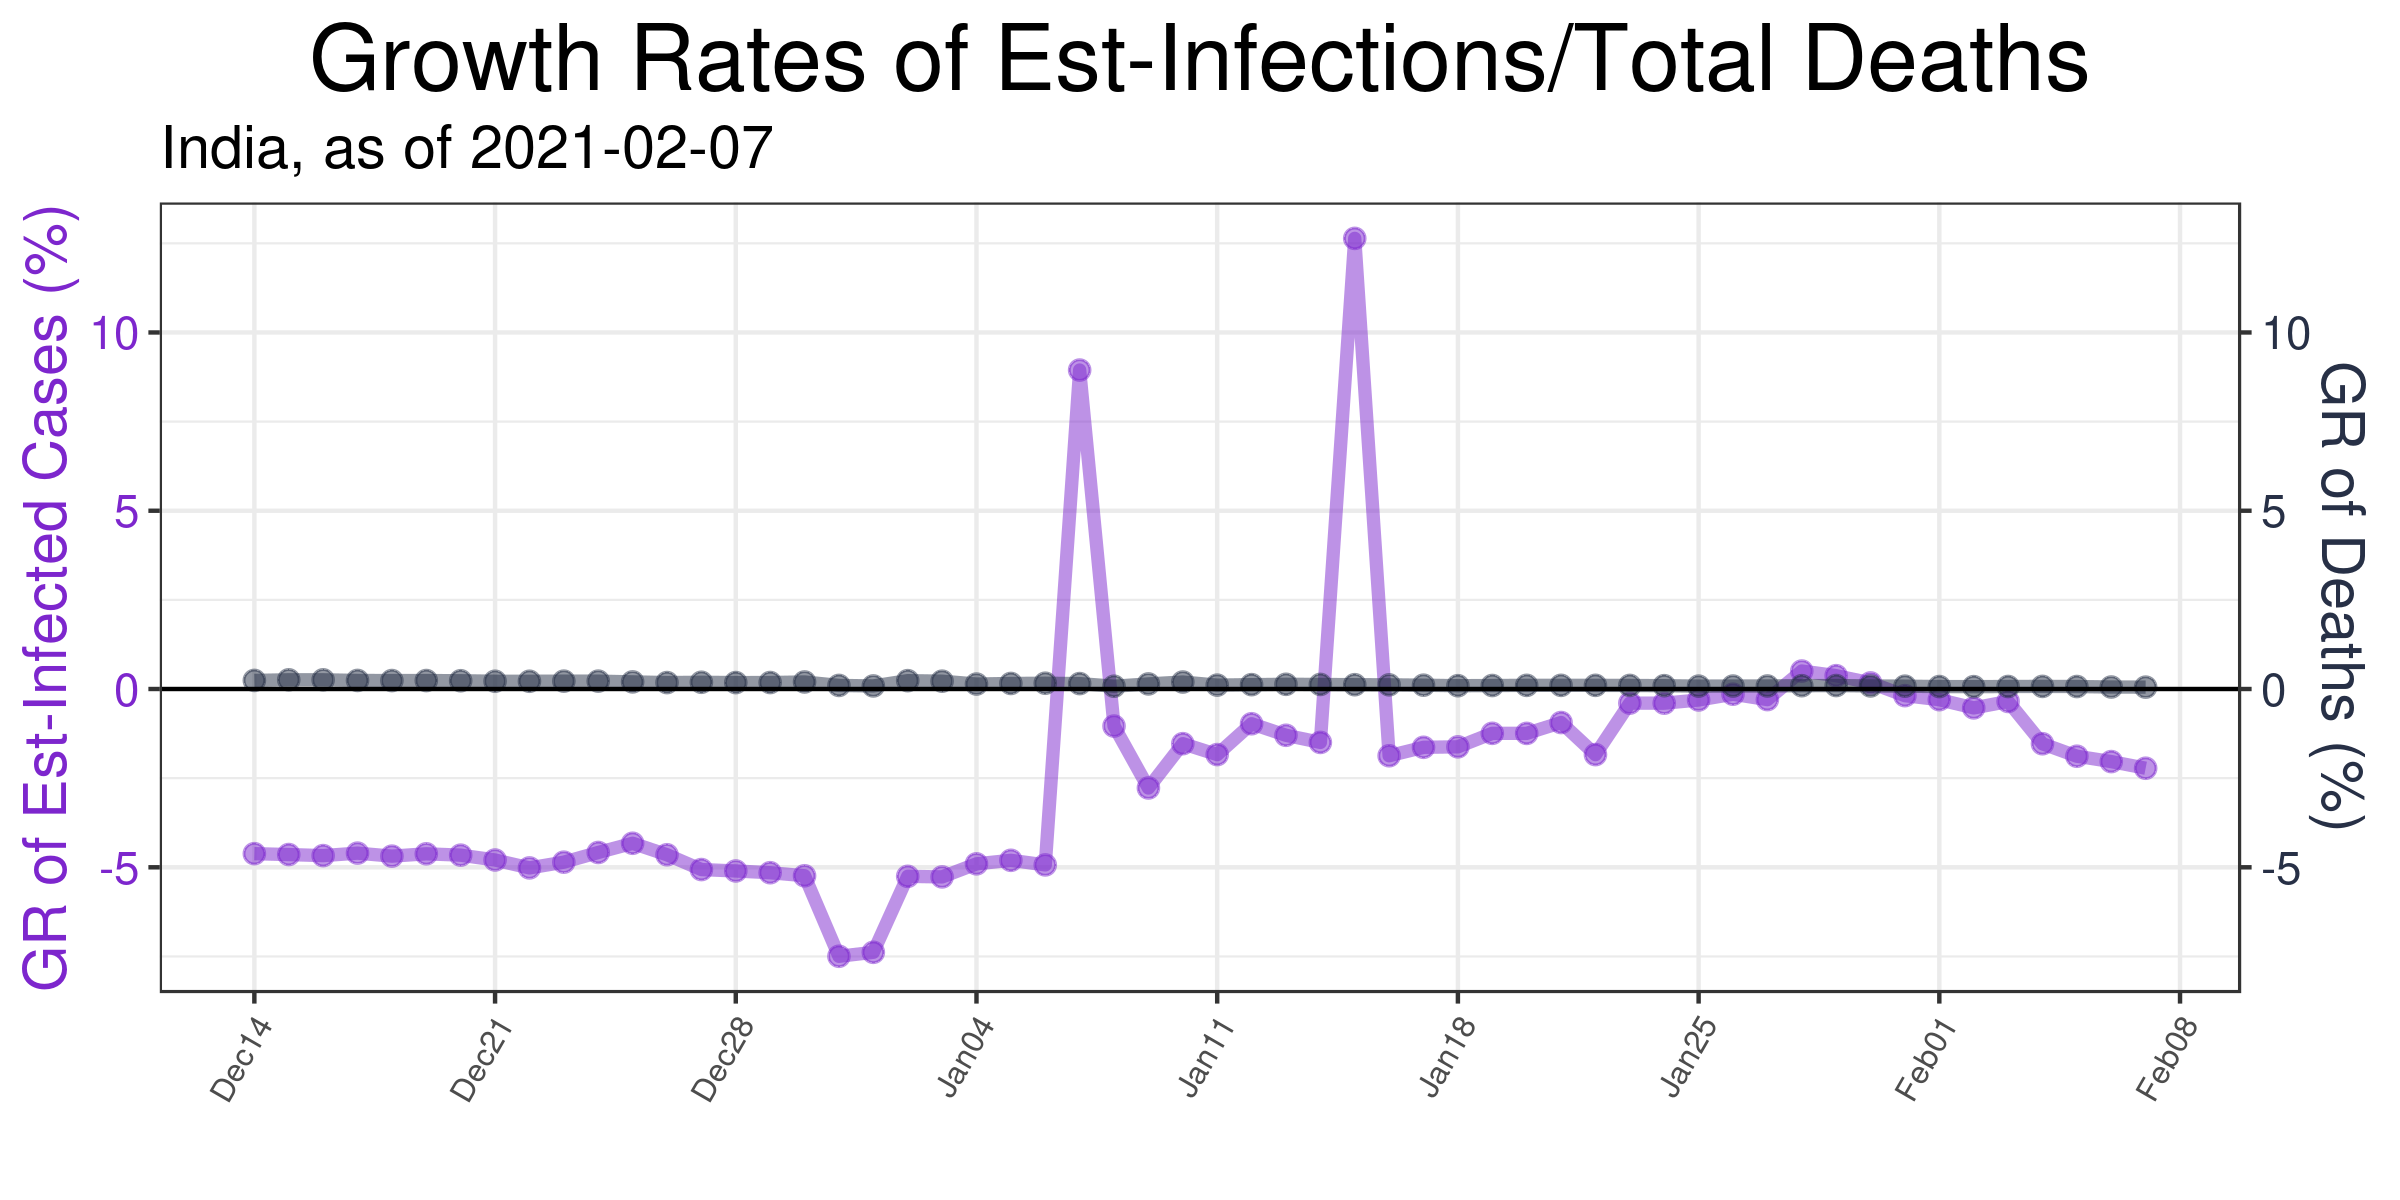 Growth Rates of Est-Infections/Total Deaths
India, as of 2021-02-07
GR of Est-Infected Cases (%)
10
5
0
-5
10
5
0
-5
GR of Deaths (%)
Dec14
Dec21
Dec28
Jan04
Jan11
Jan18
Jan25
Feb01
Feb08